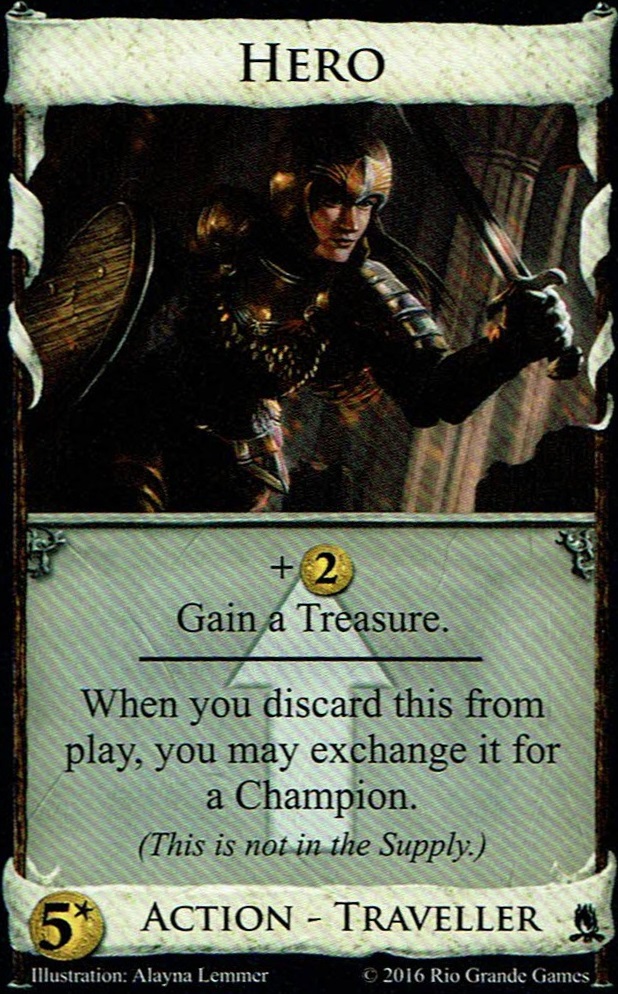 HERO
+ 2
Gain a Treasure.
When you discard this from
play, you may exchange it for
a Champion.
(This is not in the Supply.)
5* ACTION - TRAVELLER
Illustration: Alayna Lemmer © 2016 Rio Grande Games